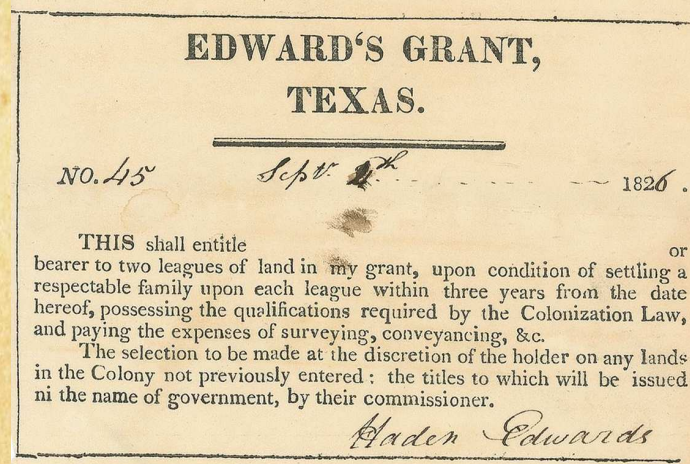 EDWARD'S GRANT,
TEXAS.
NO. 45 Sepr. 4th 1826.
THIS shall entitle or
bearer to two leagues of land in my grant, upon condition of settling a
respectable family upon each league within three years from the date
hereof, possessing the qualifications required by the Colonization Law,
and paying the expenses of surveying, conveyancing, &c.
The selection to be made at the discretion of the holder on any lands
in the Colony not previously entered: the titles to which will be issued
ni the name of government, by their commissioner.
Haden Edwards